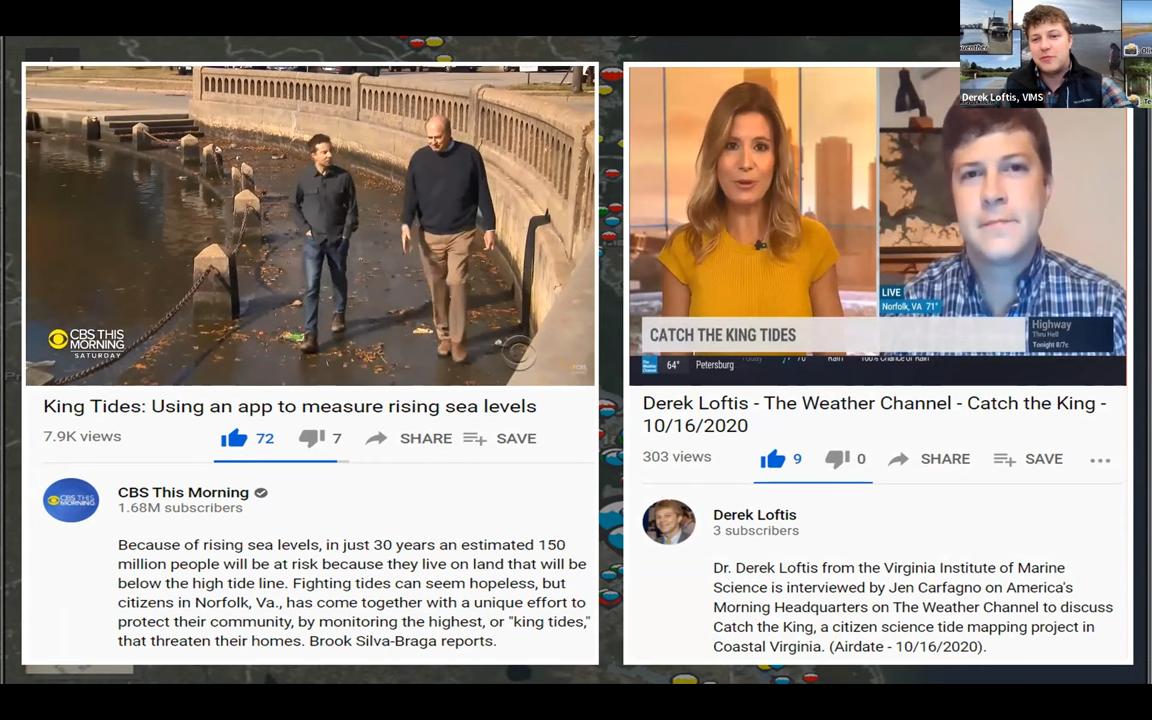 Derek Loftis, VIMS
CBS THIS
MORNING
SATURDAY
King Tides: Using an app to measure rising sea levels
7.9K views
72
7
SHARE
SAVE
CBS This Morning
1.68M subscribers
Because of rising sea levels, in just 30 years an estimated 150
million people will be at risk because they live on land that will be
below the high tide line. Fighting tides can seem hopeless, but
citizens in Norfolk, Va., has come together with a unique effort to
protect their community, by monitoring the highest, or "king tides,"
that threaten their homes. Brook Silva-Braga reports.
LIVE
Norfolk, VA 71°
CATCH THE KING TIDES
Highway
Thru Hell
Tonight 8/7c
64°
Petersburg
Derek Loftis - The Weather Channel - Catch the King -
10/16/2020
303 views
9
0
SHARE
SAVE
Derek Loftis
3 subscribers
Dr. Derek Loftis from the Virginia Institute of Marine
Science is interviewed by Jen Carfagno on America's
Morning Headquarters on The Weather Channel to discuss
Catch the King, a citizen science tide mapping project in
Coastal Virginia. (Airdate - 10/16/2020).